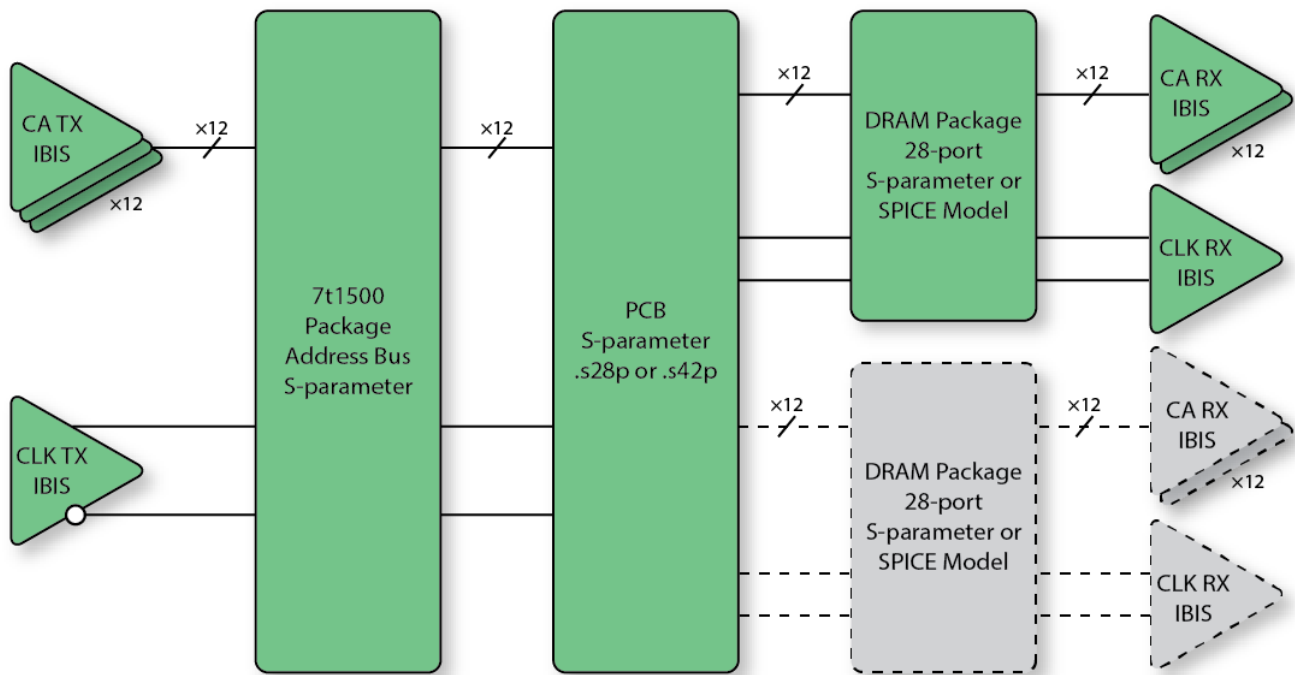 CA TX
IBIS
×12
×12
CLK TX
IBIS
7t1500
Package
Address Bus
S-parameter
×12
PCB
S-parameter
.s28p or .s42p
×12
DRAM Package
28-port
S-parameter or
SPICE Model
×12
CA RX
IBIS
×12
CLK RX
IBIS
×12
DRAM Package
28-port
S-parameter or
SPICE Model
×12
CA RX
IBIS
×12
CLK RX
IBIS